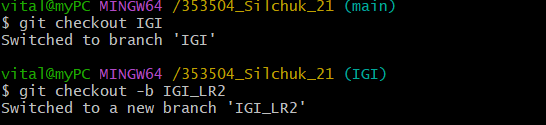 vital@myPC MINGW64 /353504_Silchuk_21 (main)
$ git checkout IGI
Switched to branch 'IGI'
vital@myPC MINGW64 /353504_Silchuk_21 (IGI)
$ git checkout -b IGI_LR2
Switched to a new branch 'IGI_LR2'